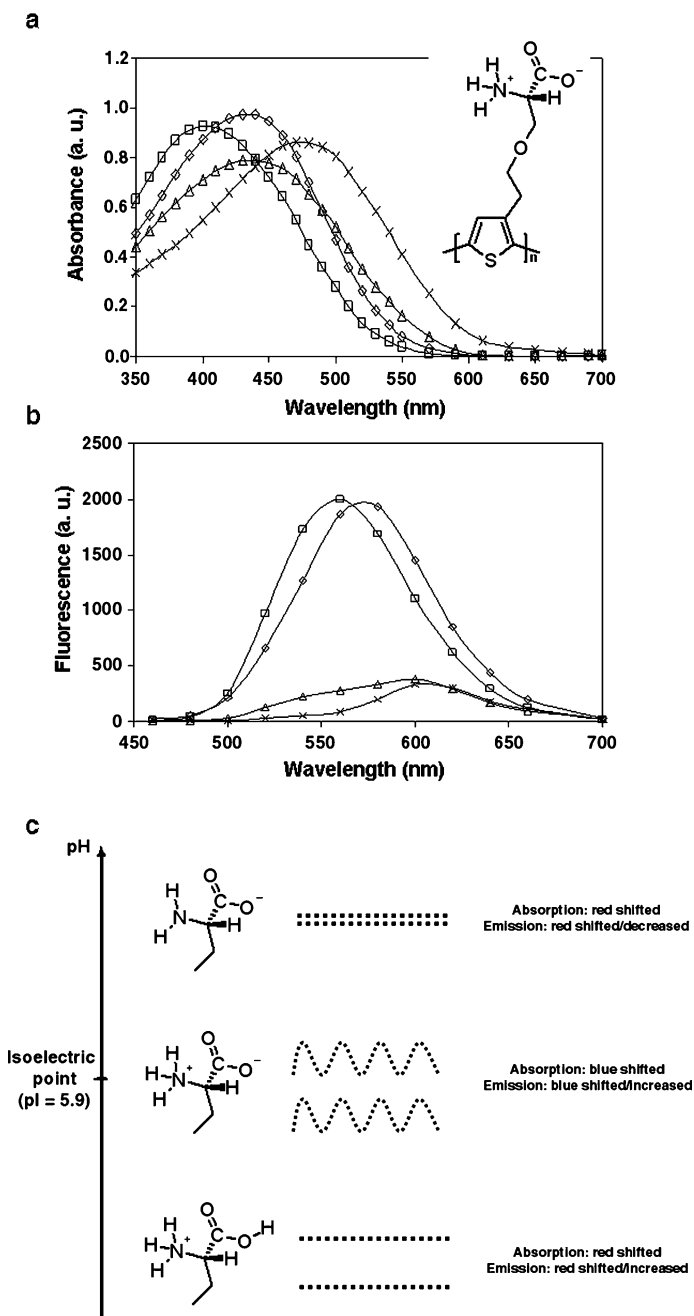 a
1.2
1.0
0.8
0.6
0.4
0.2
0.0
Absorbance (a. u.)
350 400 450 500 550 600 650 700
Wavelength (nm)
H O
H N + C O −
H H
O
[ S ] n
b
2500
2000
1500
1000
500
0
Fluorescence (a. u.)
450 500 550 600 650 700
Wavelength (nm)
c
pH
H O
N C O −
H H
Absorption: red shifted
Emission: red shifted/decreased
Isoelectric
point
(pI = 5.9)
H O
H N + C O −
H H
Absorption: blue shifted
Emission: blue shifted/increased
H O H
H N + C O
H H
Absorption: red shifted
Emission: red shifted/increased